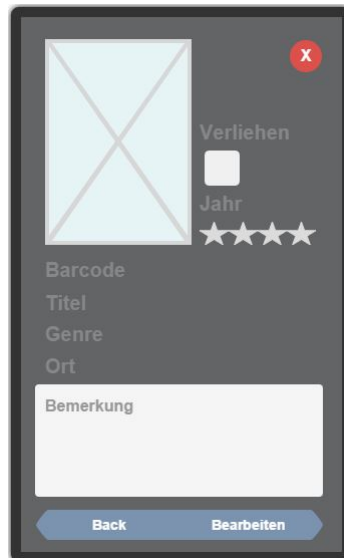 X
Verliehen
Jahr
Barcode
Titel
Genre
Ort
Bemerkung
Back Bearbeiten